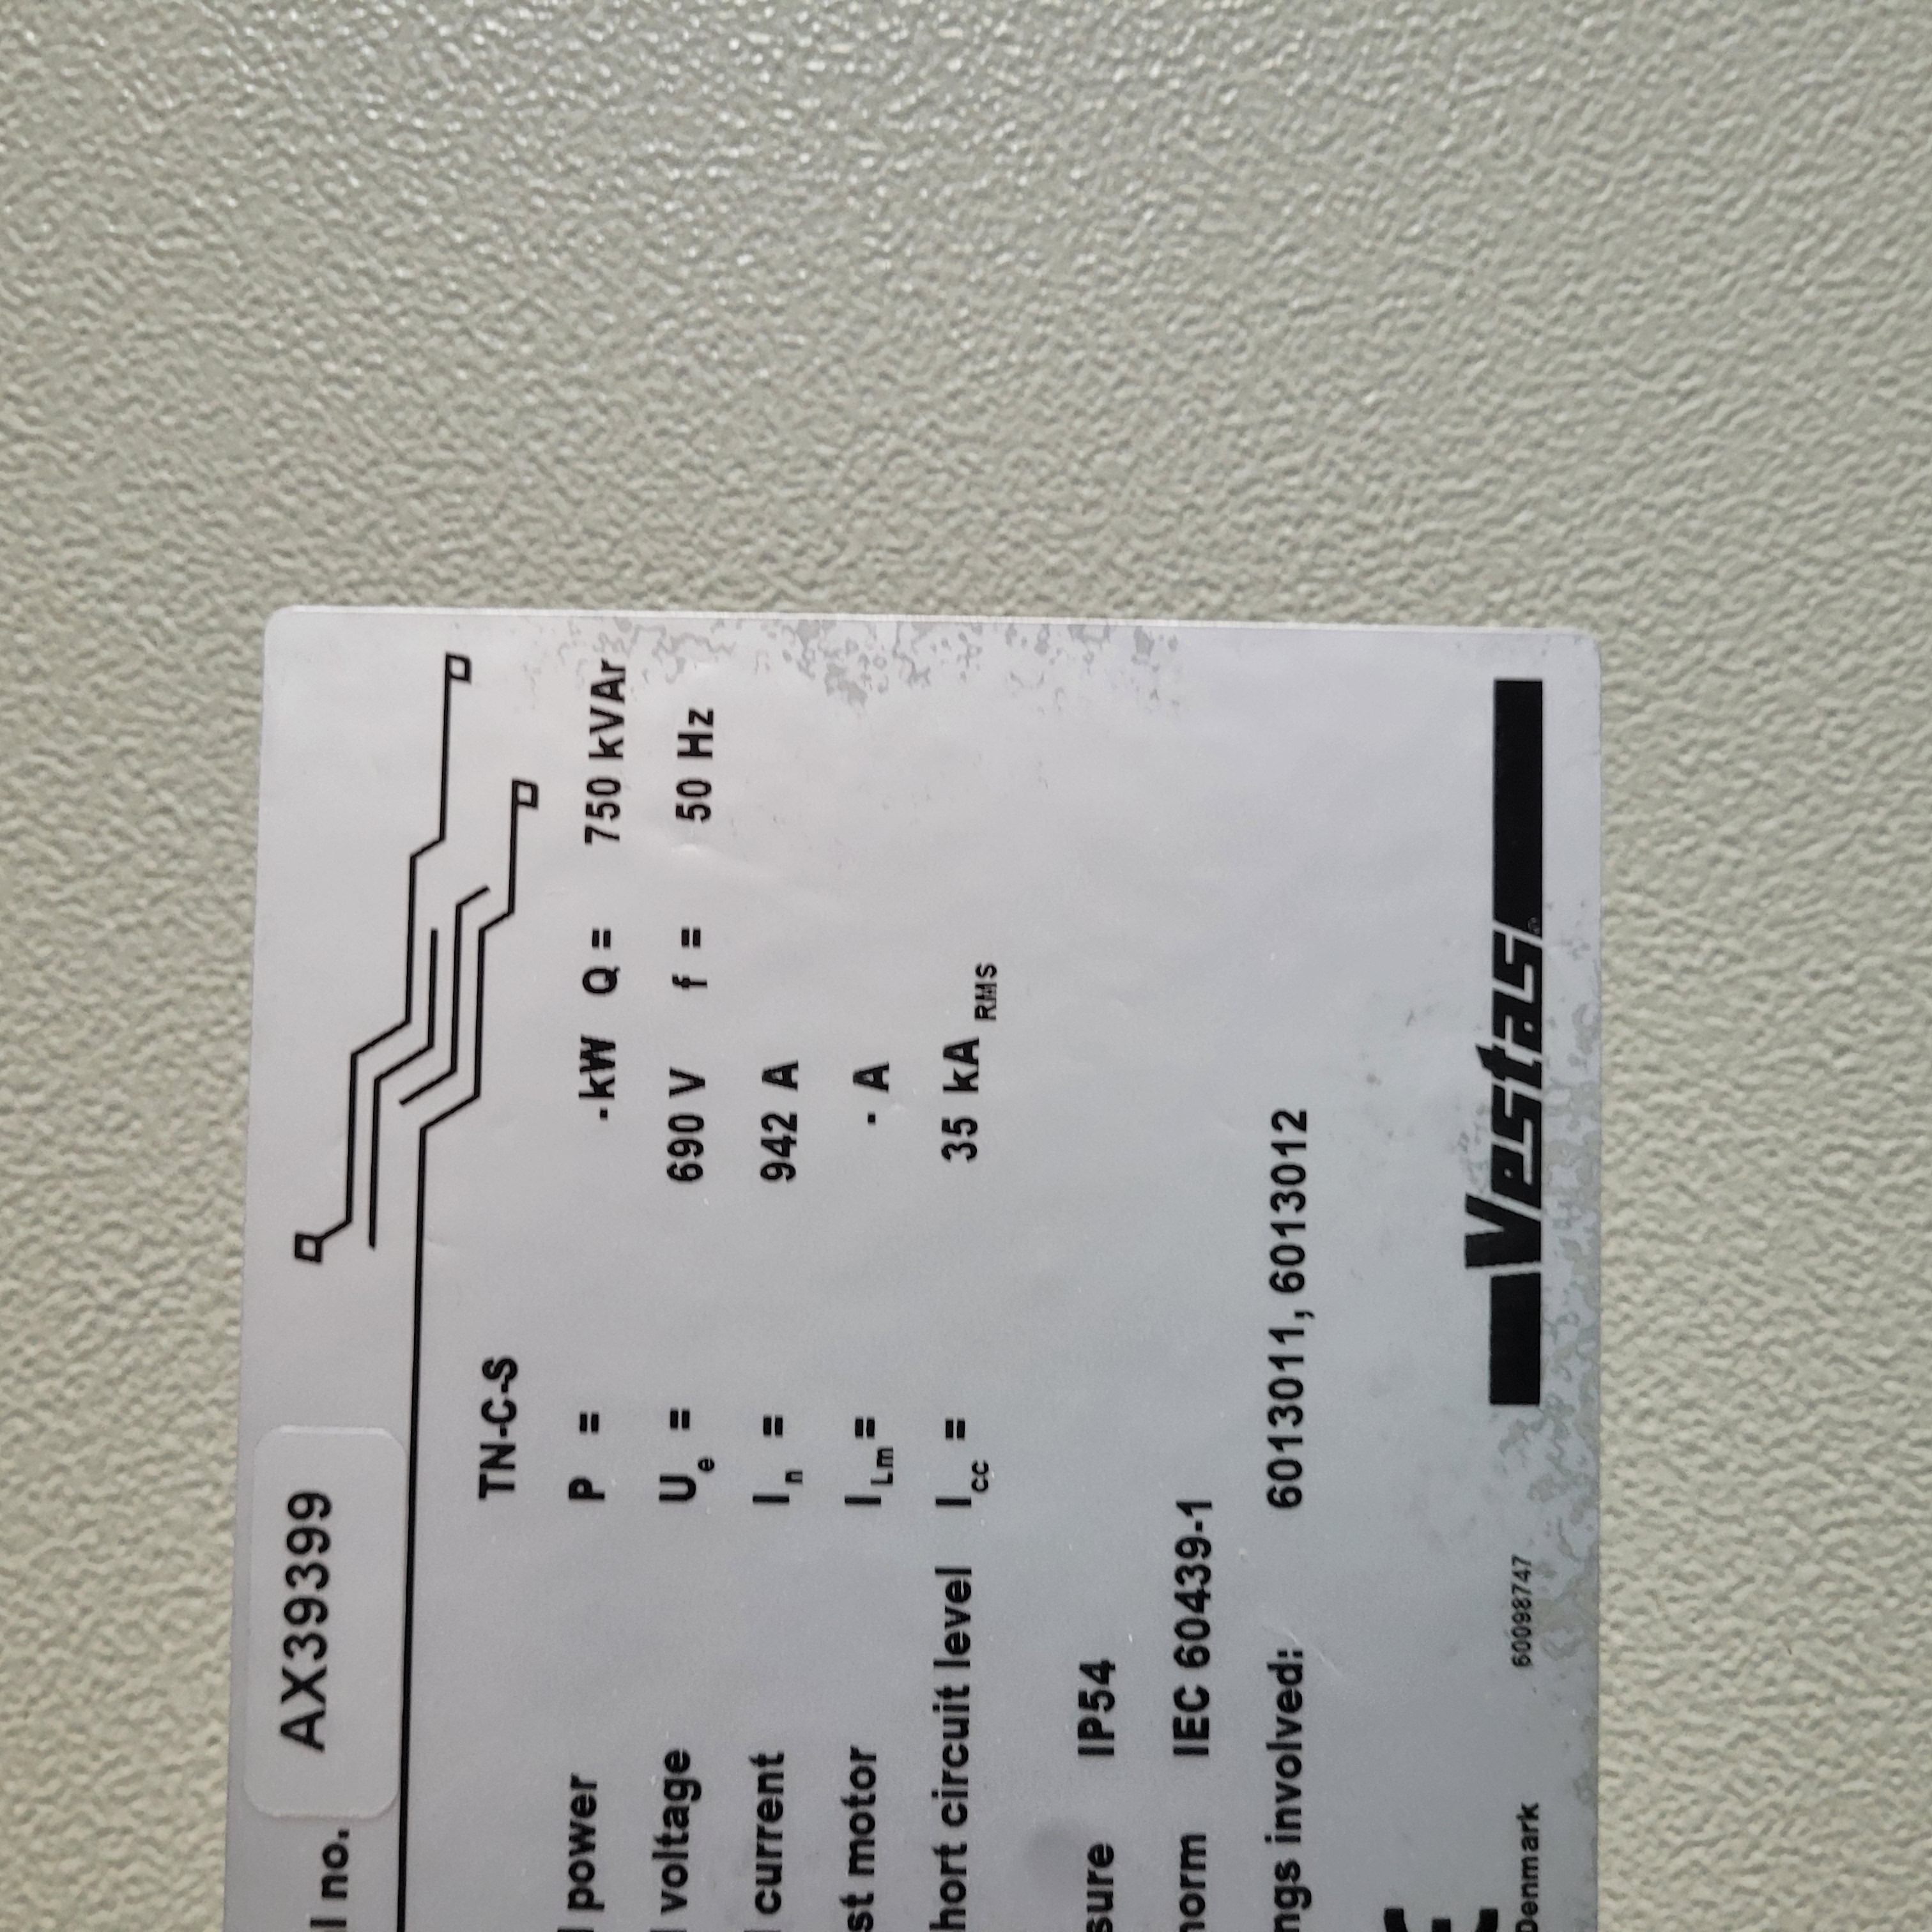 l no. AX39399
TN-C-S
power P = -kW Q = 750 kVAr
voltage Ue = 690 V f = 50 Hz
current In = 942 A
st motor ILm = - A
hort circuit level Icc = 35 kA RMS
sure IP54
norm IEC 60439-1
ngs involved: 6013011, 6013012
Denmark 60098747 Vestas